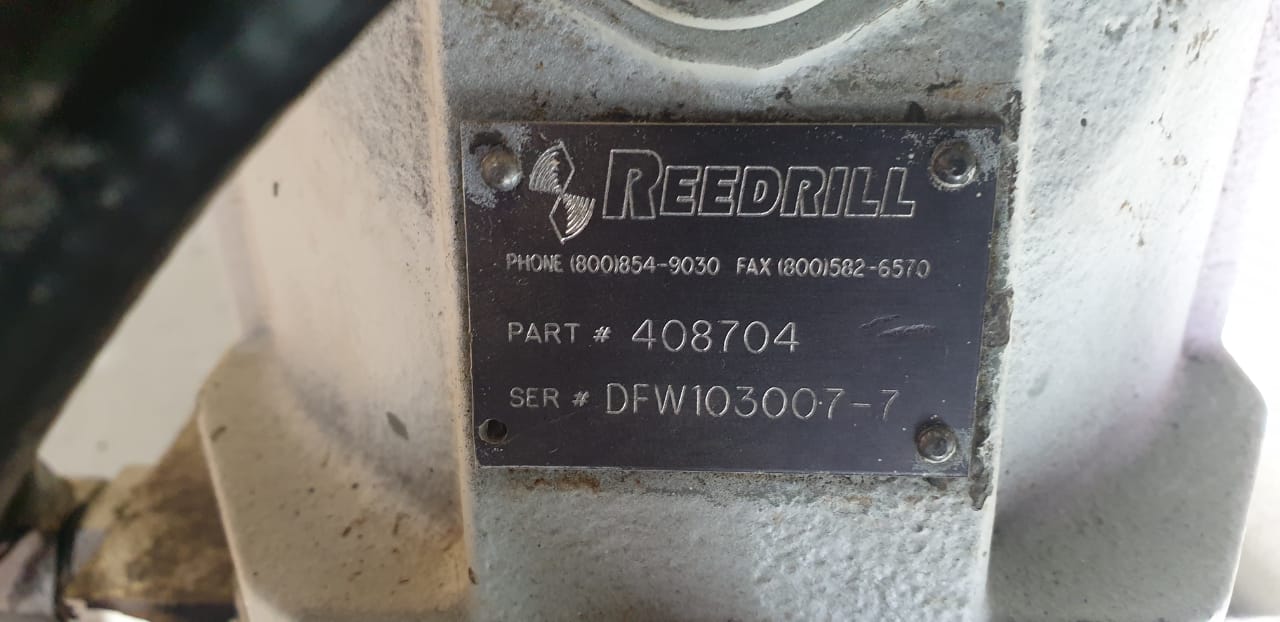 REEDRILL
PHONE (800)854-9030 FAX (800)582-6570
PART # 408704
SER # DFW103007-7